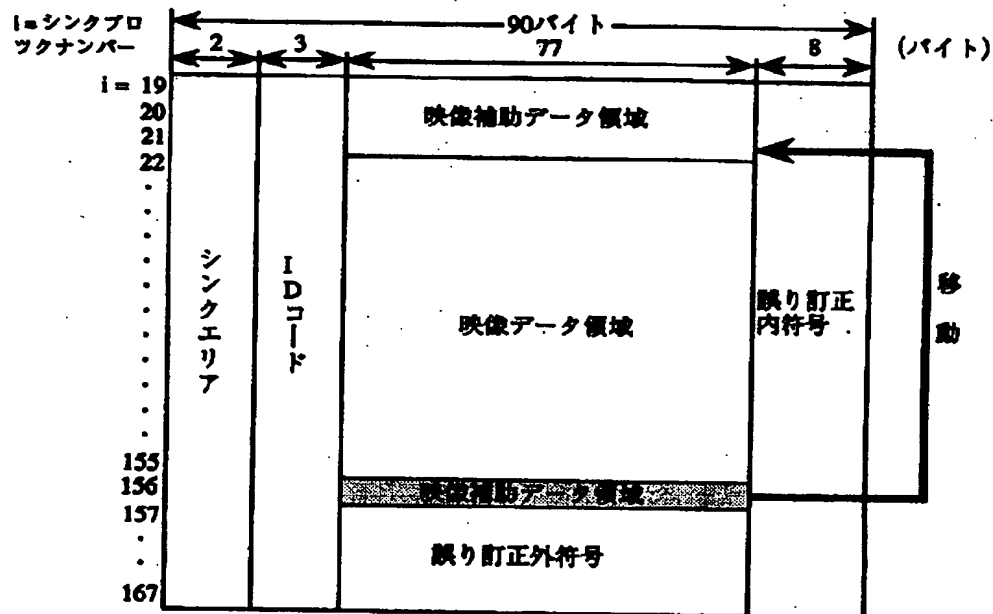 i=シンクブロ
ックナンバー
90バイト
2
3
77
8
(バイト)
i = 19
20
21
22
155
156
157
167
映像補助データ領域
シンクエリア
IDコード
映像データ領域
誤り訂正
内符号
移動
映像補助データ領域
誤り訂正外符号